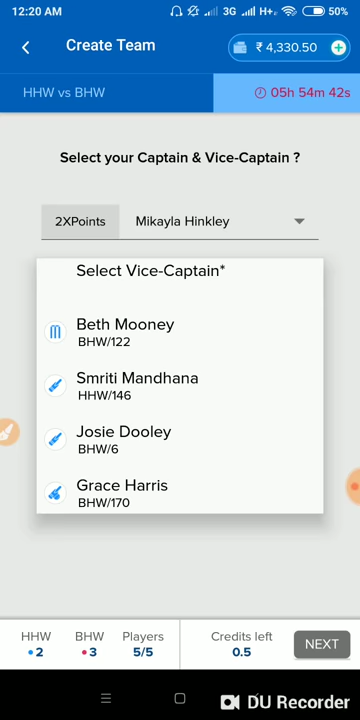 12:20 AM
3G
H+
50%
Create Team
₹ 4,330.50
HHW vs BHW
05h 54m 42s
Select your Captain & Vice-Captain ?
2XPoints
Mikayla Hinkley
Select Vice-Captain*
Beth Mooney
BHW/122
Smriti Mandhana
HHW/146
Josie Dooley
BHW/6
Grace Harris
BHW/170
HHW
BHW
Players
Credits left
2
3
5/5
0.5
NEXT
DU Recorder